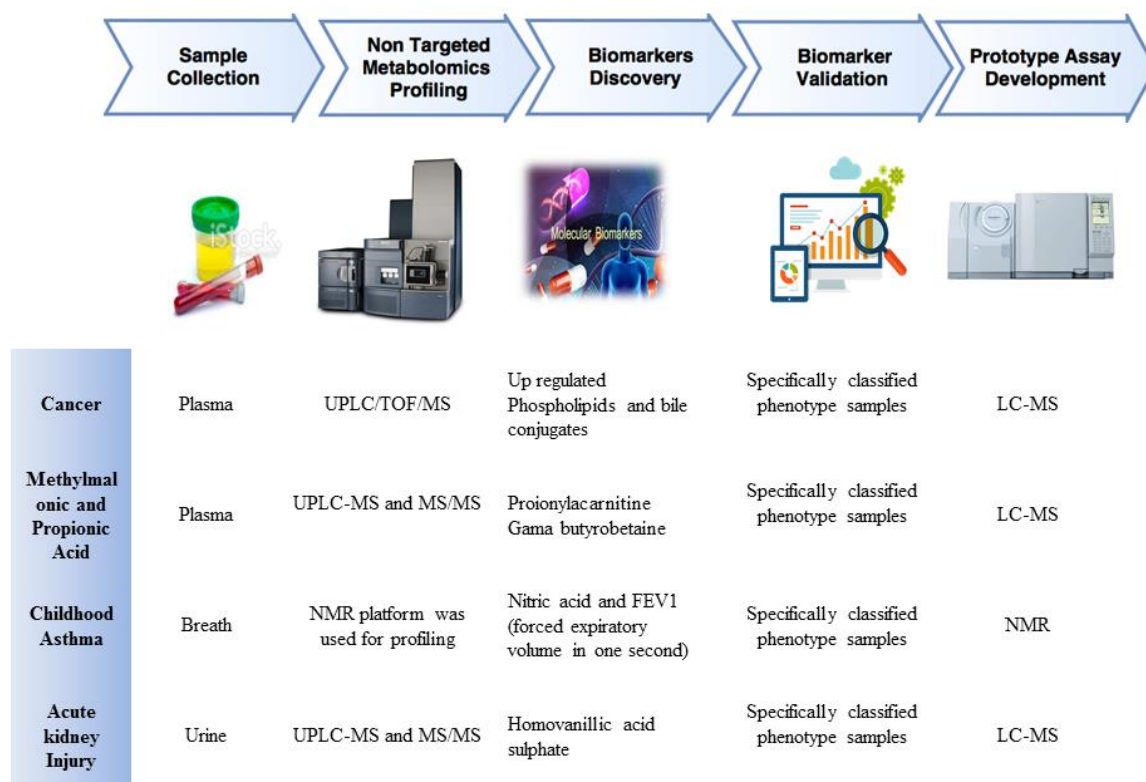 Sample
Collection
Non Targeted
Metabolomics
Profiling
Biomarkers
Discovery
Biomarker
Validation
Prototype Assay
Development
iStock
Molecular Biomarkers
Cancer
Plasma
UPLC/TOF/MS
Up regulated
Phospholipids and bile
conjugates
Specifically classified
phenotype samples
LC-MS
Methylmal
onic and
Propionic
Acid
Plasma
UPLC-MS and MS/MS
Proionylacarnitine
Gama butyrobetaine
Specifically classified
phenotype samples
LC-MS
Childhood
Asthma
Breath
NMR platform was
used for profiling
Nitric acid and FEV1
(forced expiratory
volume in one second)
Specifically classified
phenotype samples
NMR
Acute
kidney
Injury
Urine
UPLC-MS and MS/MS
Homovanillic acid
sulphate
Specifically classified
phenotype samples
LC-MS